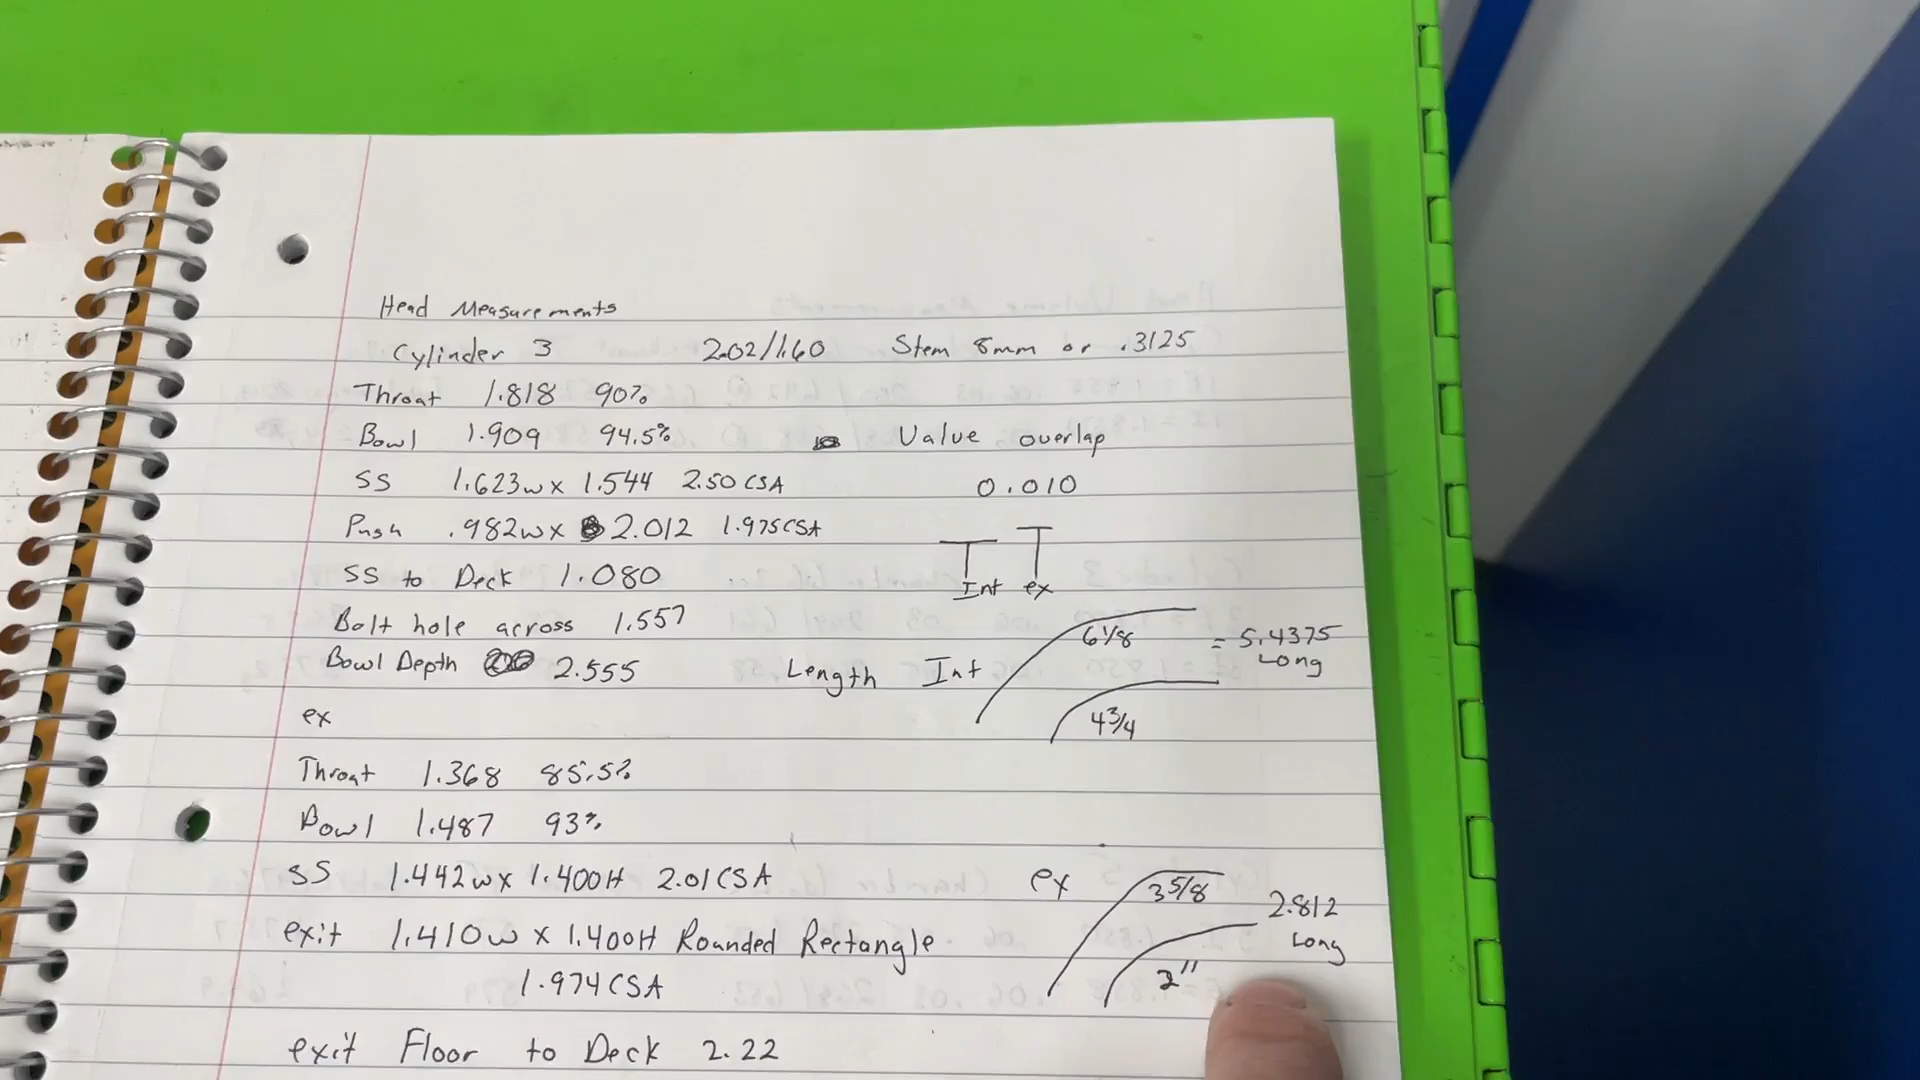 Head Measurements
Cylinder 3 2.02/1.60 Stem 8mm or .3125
Throat 1.818 90%
Bowl 1.909 94.5% Value overlap
SS 1.623w x 1.544 2.50 CSA 0.010
Push .982w x 2.012 1.975 CSA
SS to Deck 1.080 Int ex
Bolt hole across 1.557 6 1/8 = 5.4375
Bowl Depth 2.555 Length Int Long
ex 4 3/4
Throat 1.368 85.5%
Bowl 1.487 93%
SS 1.442w x 1.400H 2.01 CSA ex 3 5/8 2.812
exit 1.410w x 1.400H Rounded Rectangle Long
1.974 CSA 2"
exit Floor to Deck 2.22